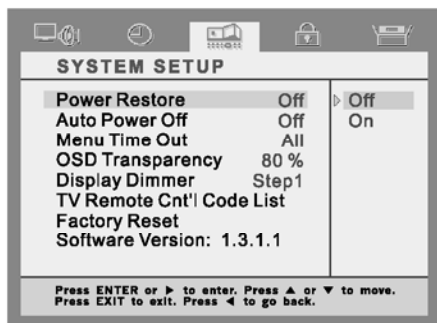 SYSTEM SETUP
Power Restore Off ▷ Off
Auto Power Off Off On
Menu Time Out All
OSD Transparency 80 %
Display Dimmer Step1
TV Remote Cnt'l Code List
Factory Reset
Software Version: 1.3.1.1
Press ENTER or ▶ to enter. Press ▲ or ▼ to move.
Press EXIT to exit. Press ◀ to go back.